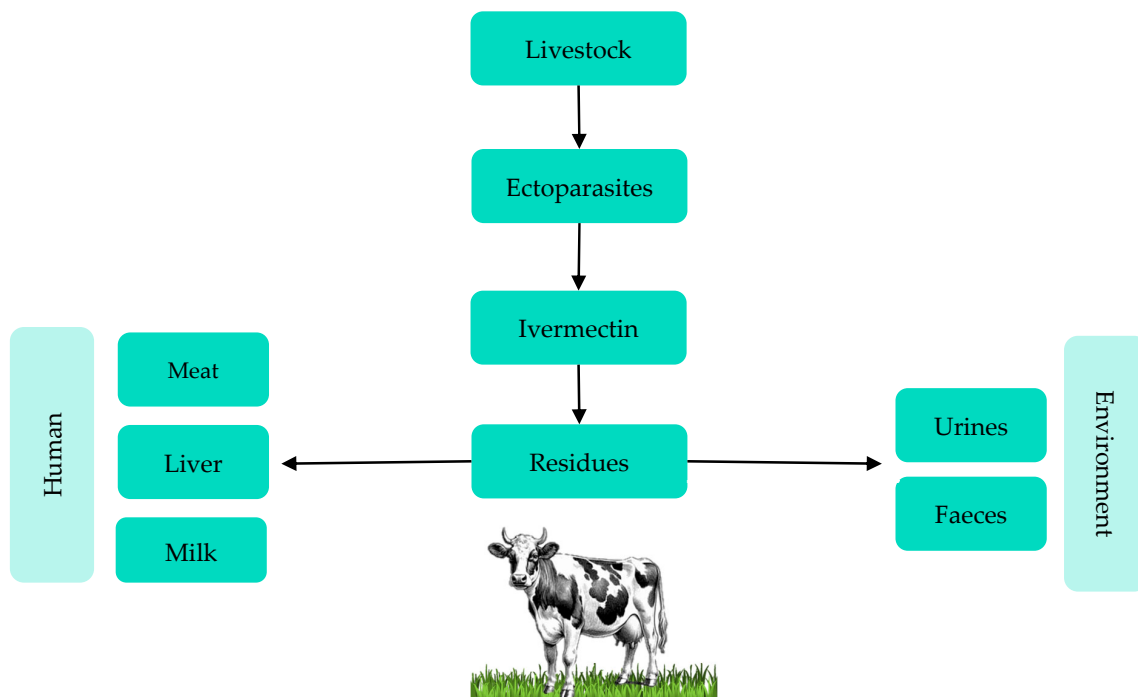 Livestock
Ectoparasites
Ivermectin
Residues
Human
Meat
Liver
Milk
Urines
Faeces
Environment